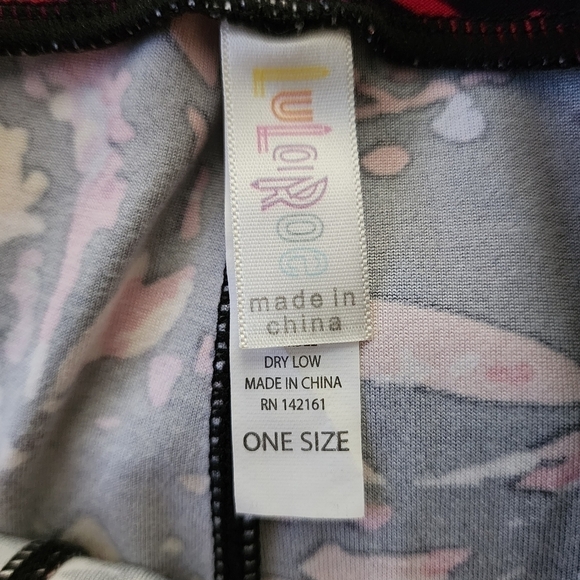 LuLaRoe
made in
china
DRY LOW
MADE IN CHINA
RN 142161
ONE SIZE